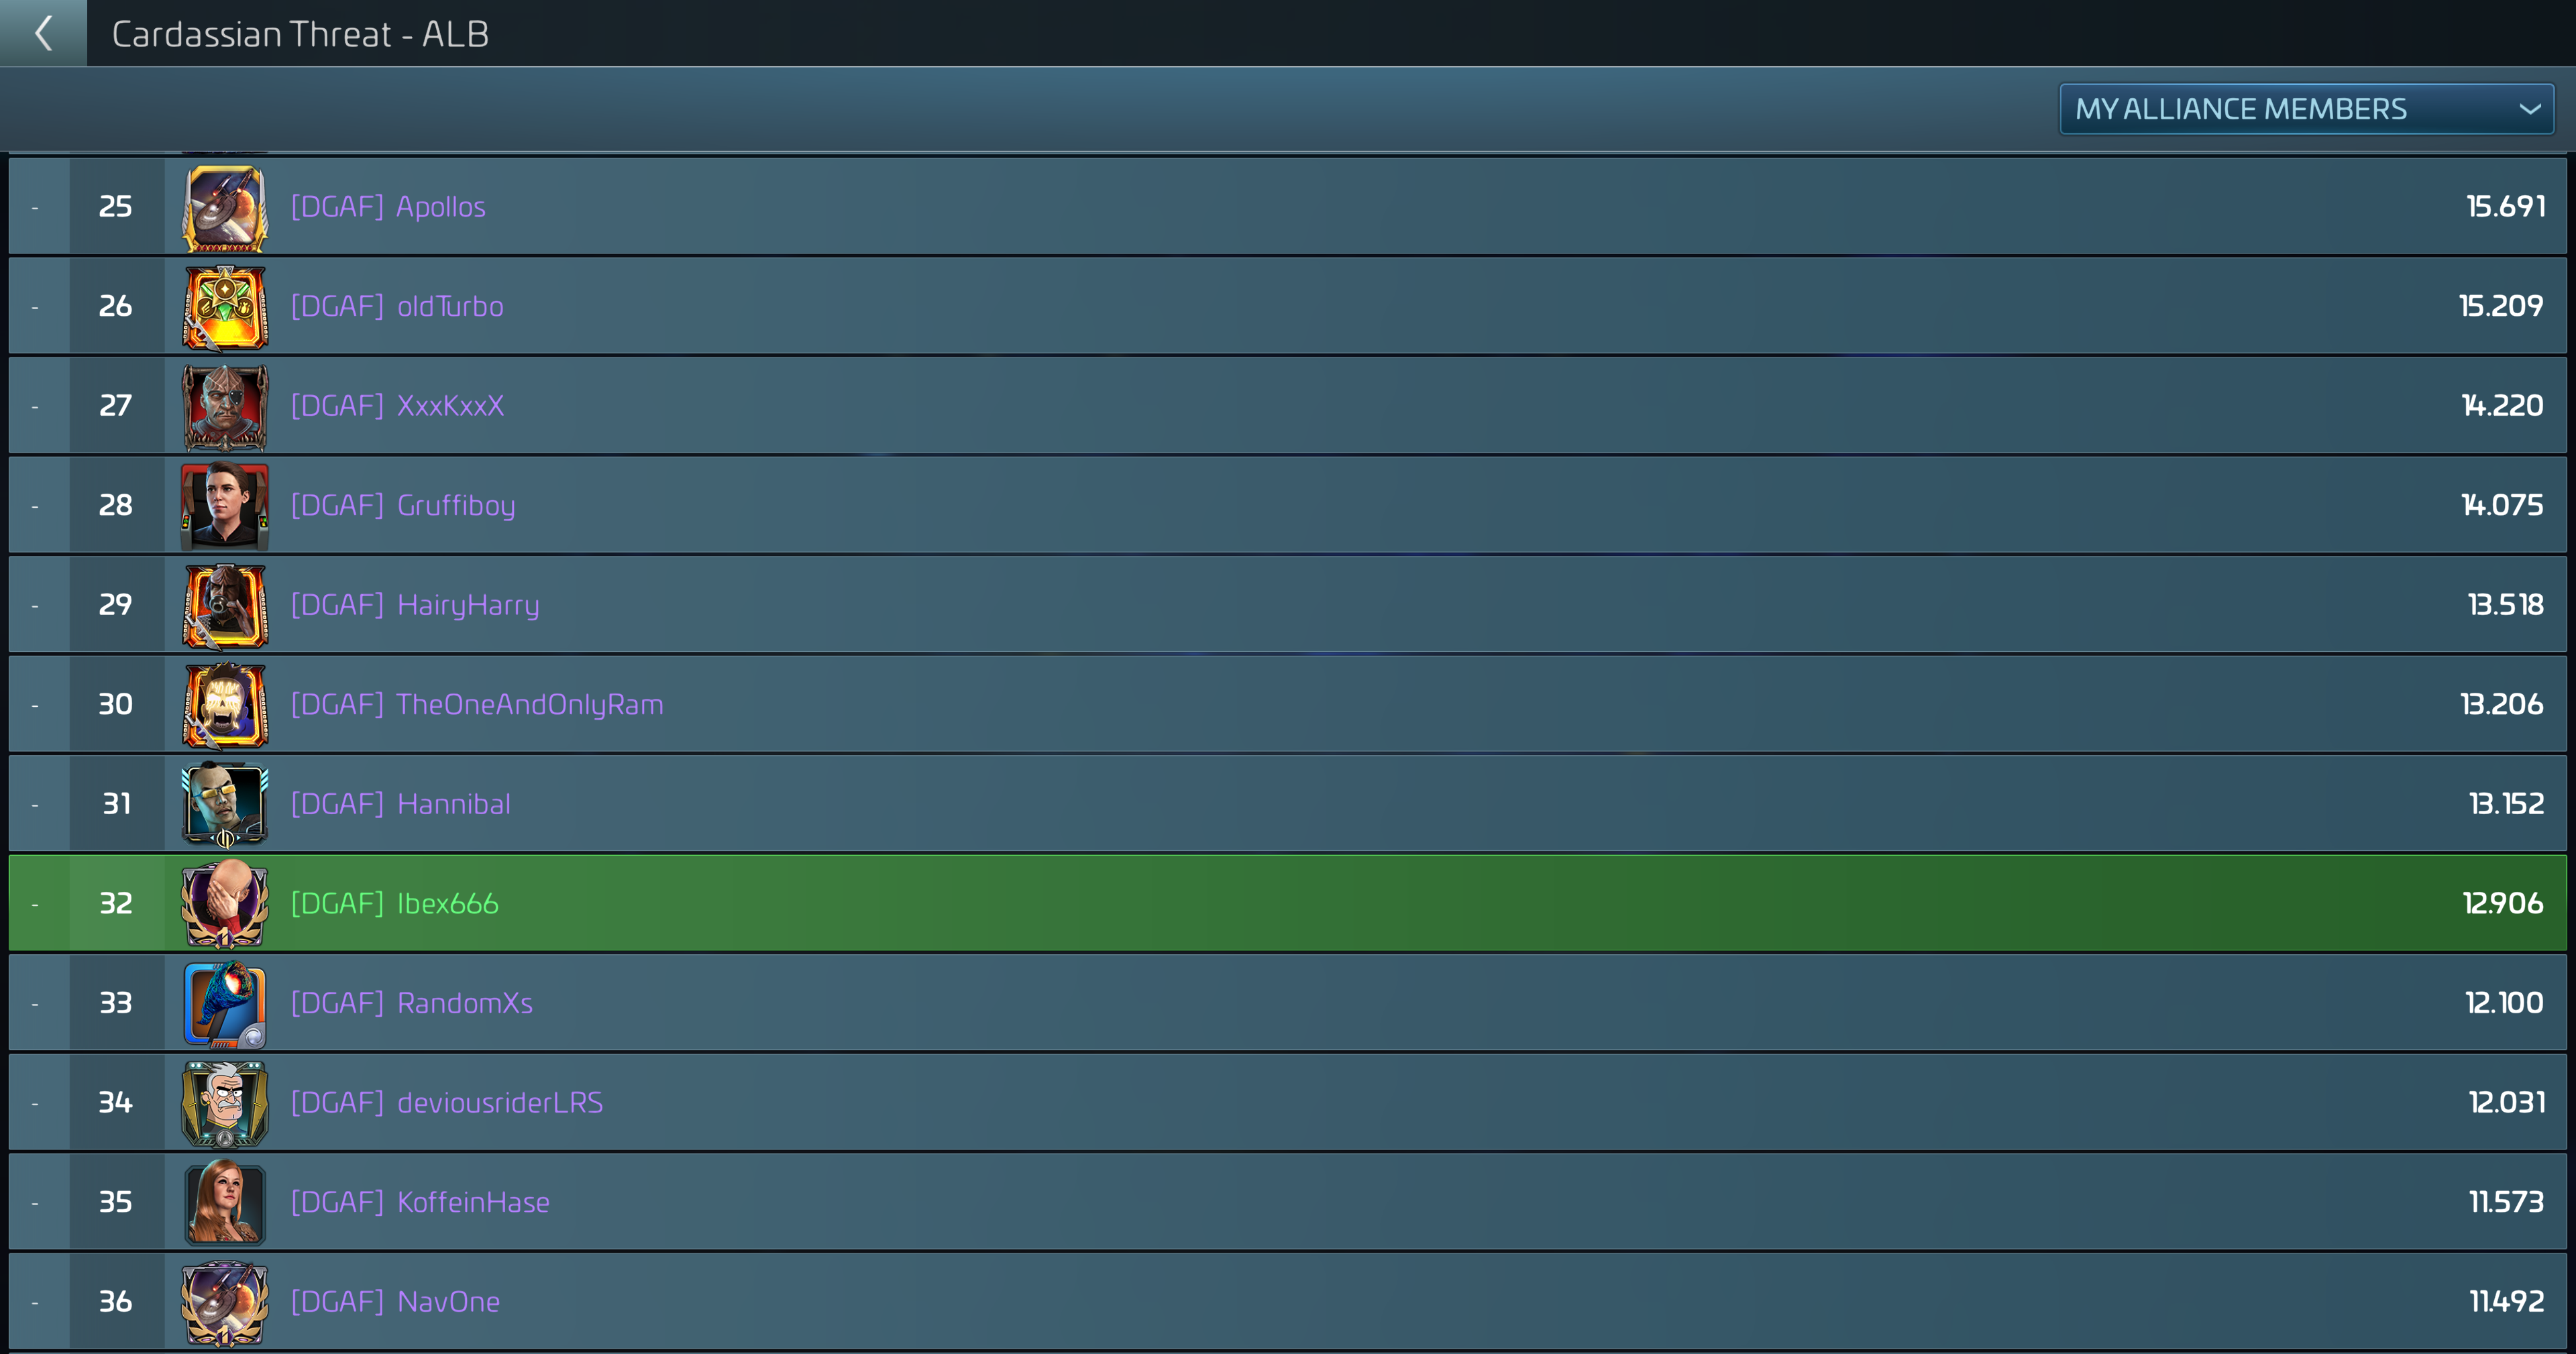 Cardassian Threat - ALB
MY ALLIANCE MEMBERS
- 25 [DGAF] Apollos 15.691
- 26 [DGAF] oldTurbo 15.209
- 27 [DGAF] XxxKxxX 14.220
- 28 [DGAF] Gruffiboy 14.075
- 29 [DGAF] HairyHarry 13.518
- 30 [DGAF] TheOneAndOnlyRam 13.206
- 31 [DGAF] Hannibal 13.152
- 32 [DGAF] Ibex666 12.906
- 33 [DGAF] RandomXs 12.100
- 34 [DGAF] deviousriderLRS 12.031
- 35 [DGAF] KoffeinHase 11.573
- 36 [DGAF] NavOne 11.492